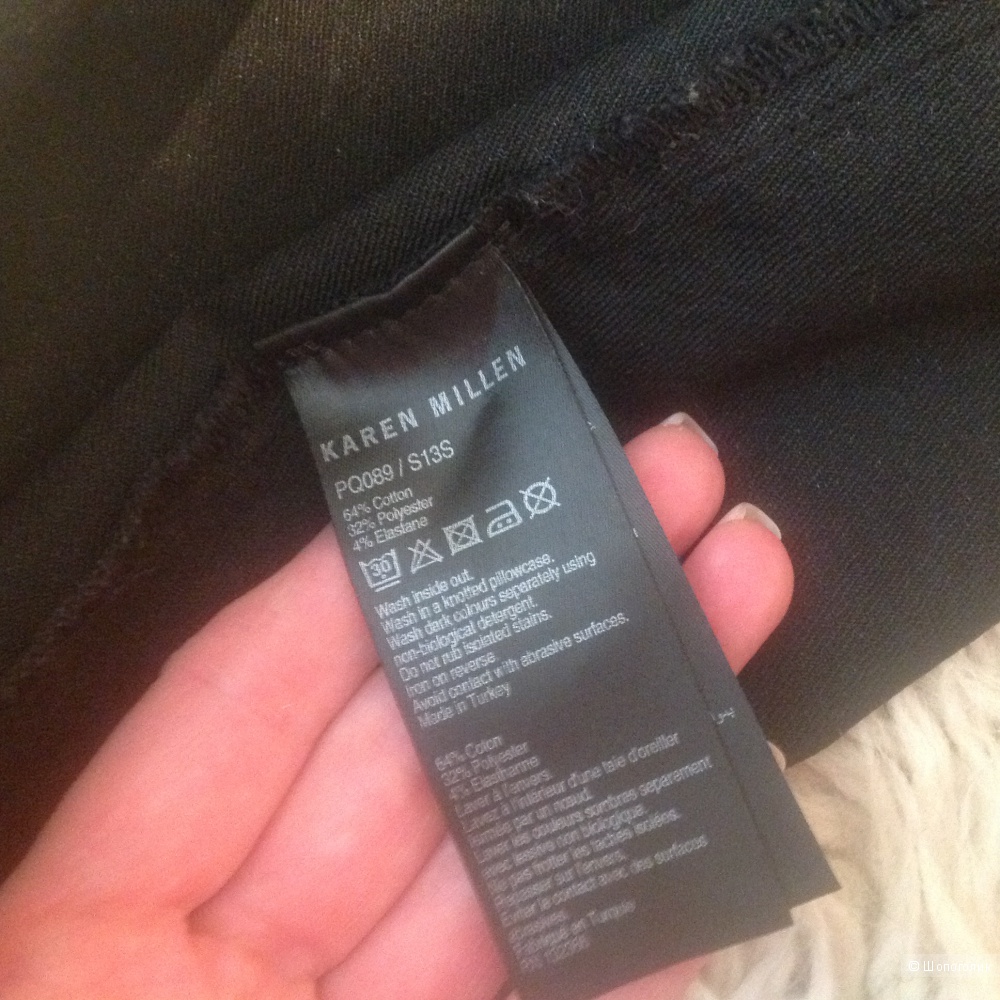 KAREN MILLEN
PQ089 / S13S
64% Cotton
32% Polyester
4% Elastane
30
Wash inside out.
Wash in a knotted pillowcase.
Wash dark colours separately using
non-biological detergent.
Do not rub isolated stains.
Iron on reverse
Avoid contact with abrasive surfaces.
Made in Turkey
64% Coton
32% Polyester
4% Elasthanne
Laver à l'envers.
Lavez à l'intérieur d'une taie d'oreiller
fermée par un nœud.
Laver les couleurs sombres separement
avec lessive non biologique.
Ne pas frotter les taches isolées.
Repasser sur l'envers.
Eviter le contact avec des surfaces
Fabriqué en Turquie